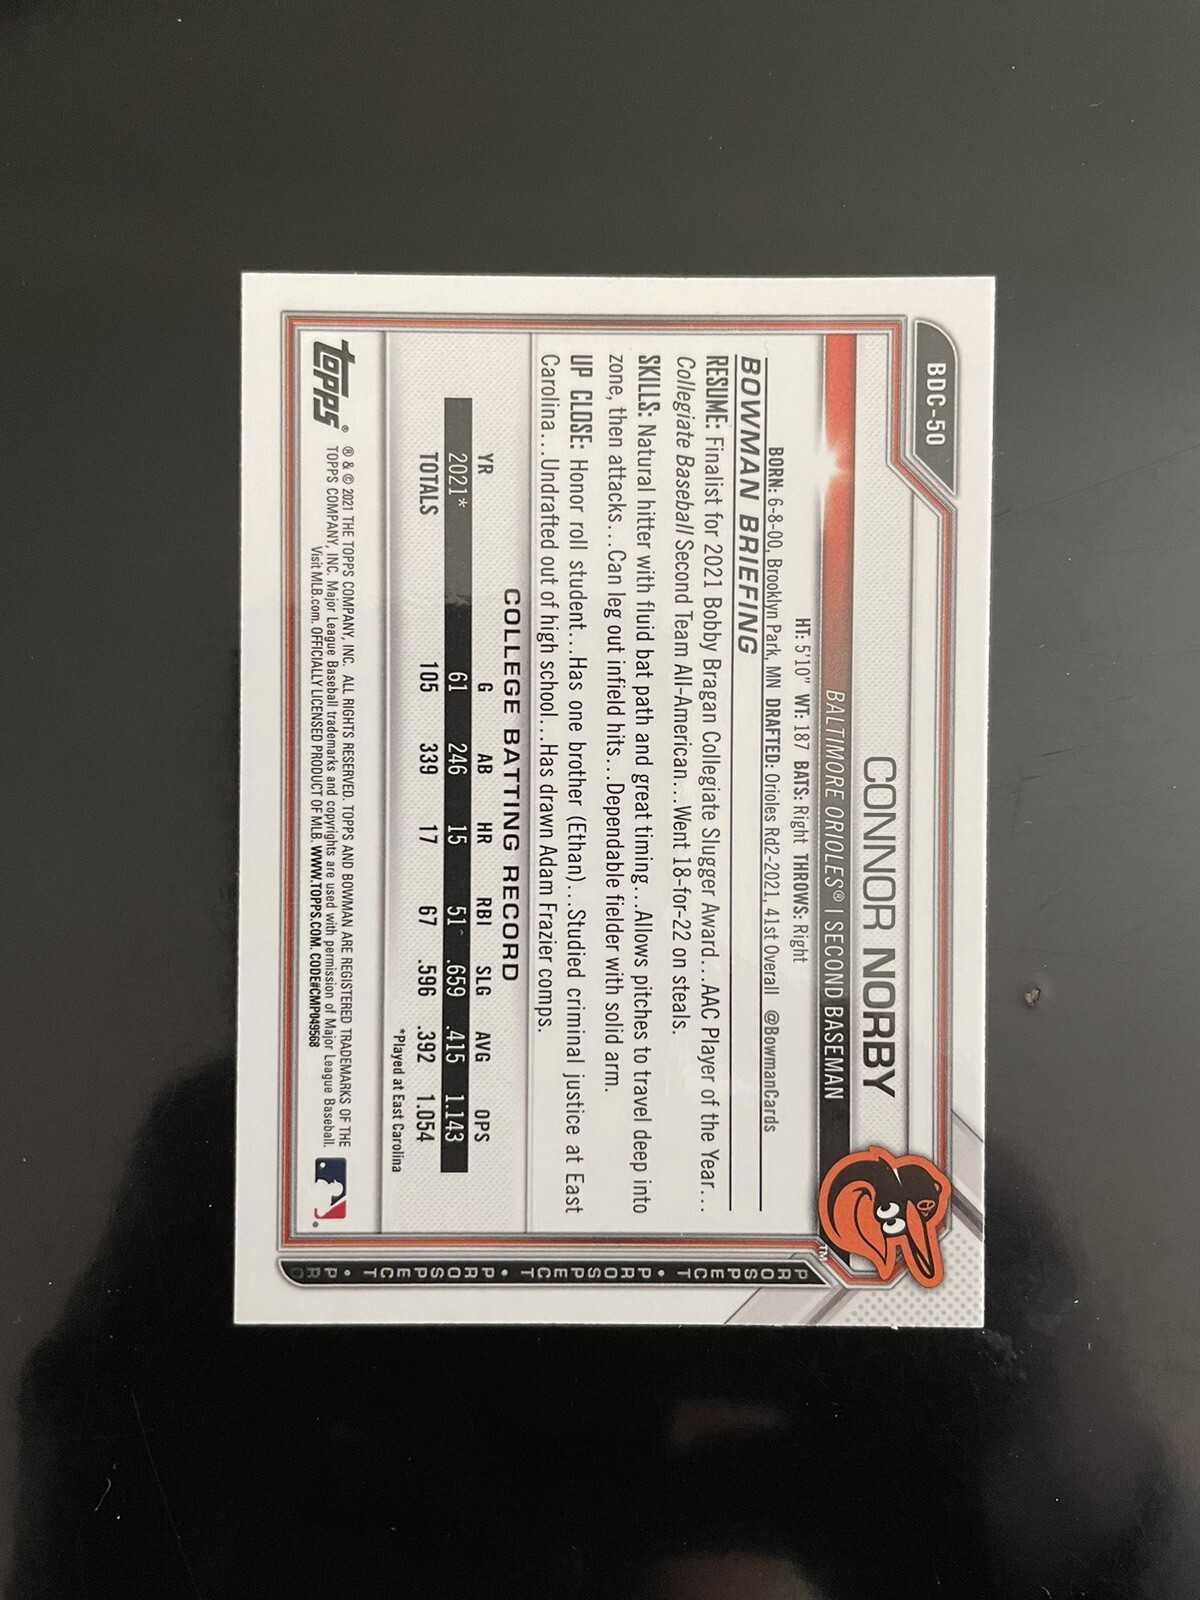 BDC-50
CONNOR NORBY
BALTIMORE ORIOLES® | SECOND BASEMAN
HT: 5'10" WT: 187 BATS: Right THROWS: Right
BORN: 6-8-00, Brooklyn Park, MN DRAFTED: Orioles Rd2-2021, 41st Overall @BowmanCards
BOWMAN BRIEFING
RESUME: Finalist for 2021 Bobby Bragan Collegiate Slugger Award...AAC Player of the Year...
Collegiate Baseball Second Team All-American...Went 18-for-22 on steals.
SKILLS: Natural hitter with fluid bat path and great timing...Allows pitches to travel deep into
zone, then attacks...Can leg out infield hits...Dependable fielder with solid arm.
UP CLOSE: Honor roll student...Has one brother (Ethan)...Studied criminal justice at East
Carolina...Undrafted out of high school...Has drawn Adam Frazier comps.
COLLEGE BATTING RECORD
YR G AB HR RBI SLG AVG OPS
2021* 61 246 15 51^ .659 .415 1.143
TOTALS 105 339 17 67 .596 .392 1.054
*Played at East Carolina
topps®
® & © 2021 THE TOPPS COMPANY, INC. ALL RIGHTS RESERVED. TOPPS AND BOWMAN ARE REGISTERED TRADEMARKS OF THE
TOPPS COMPANY, INC. Major League Baseball trademarks and copyrights are used with permission of Major League Baseball.
Visit MLB.com. OFFICIALLY LICENSED PRODUCT OF MLB. WWW.TOPPS.COM. CODE#CMP049568
TM
PROSPECT • PROSPECT • PROSPECT • PR